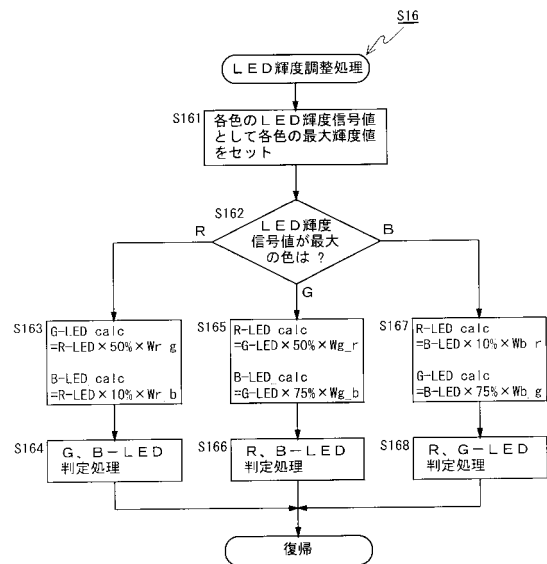 S16
LED輝度調整処理
S161
各色のLED輝度信号値
として各色の最大輝度値
をセット
S162
LED輝度
信号値が最大
の色は ?
R
G
B
S163
G-LED calc
=R-LED×50%×Wr_g
B-LED calc
=R-LED×10%×Wr_b
S165
R-LED calc
=G-LED×50%×Wg_r
B-LED calc
=G-LED×75%×Wg_b
S167
R-LED calc
=B-LED×10%×Wb_r
G-LED calc
=B-LED×75%×Wb_g
S164
G、B-LED
判定処理
S166
R、B-LED
判定処理
S168
R、G-LED
判定処理
復帰